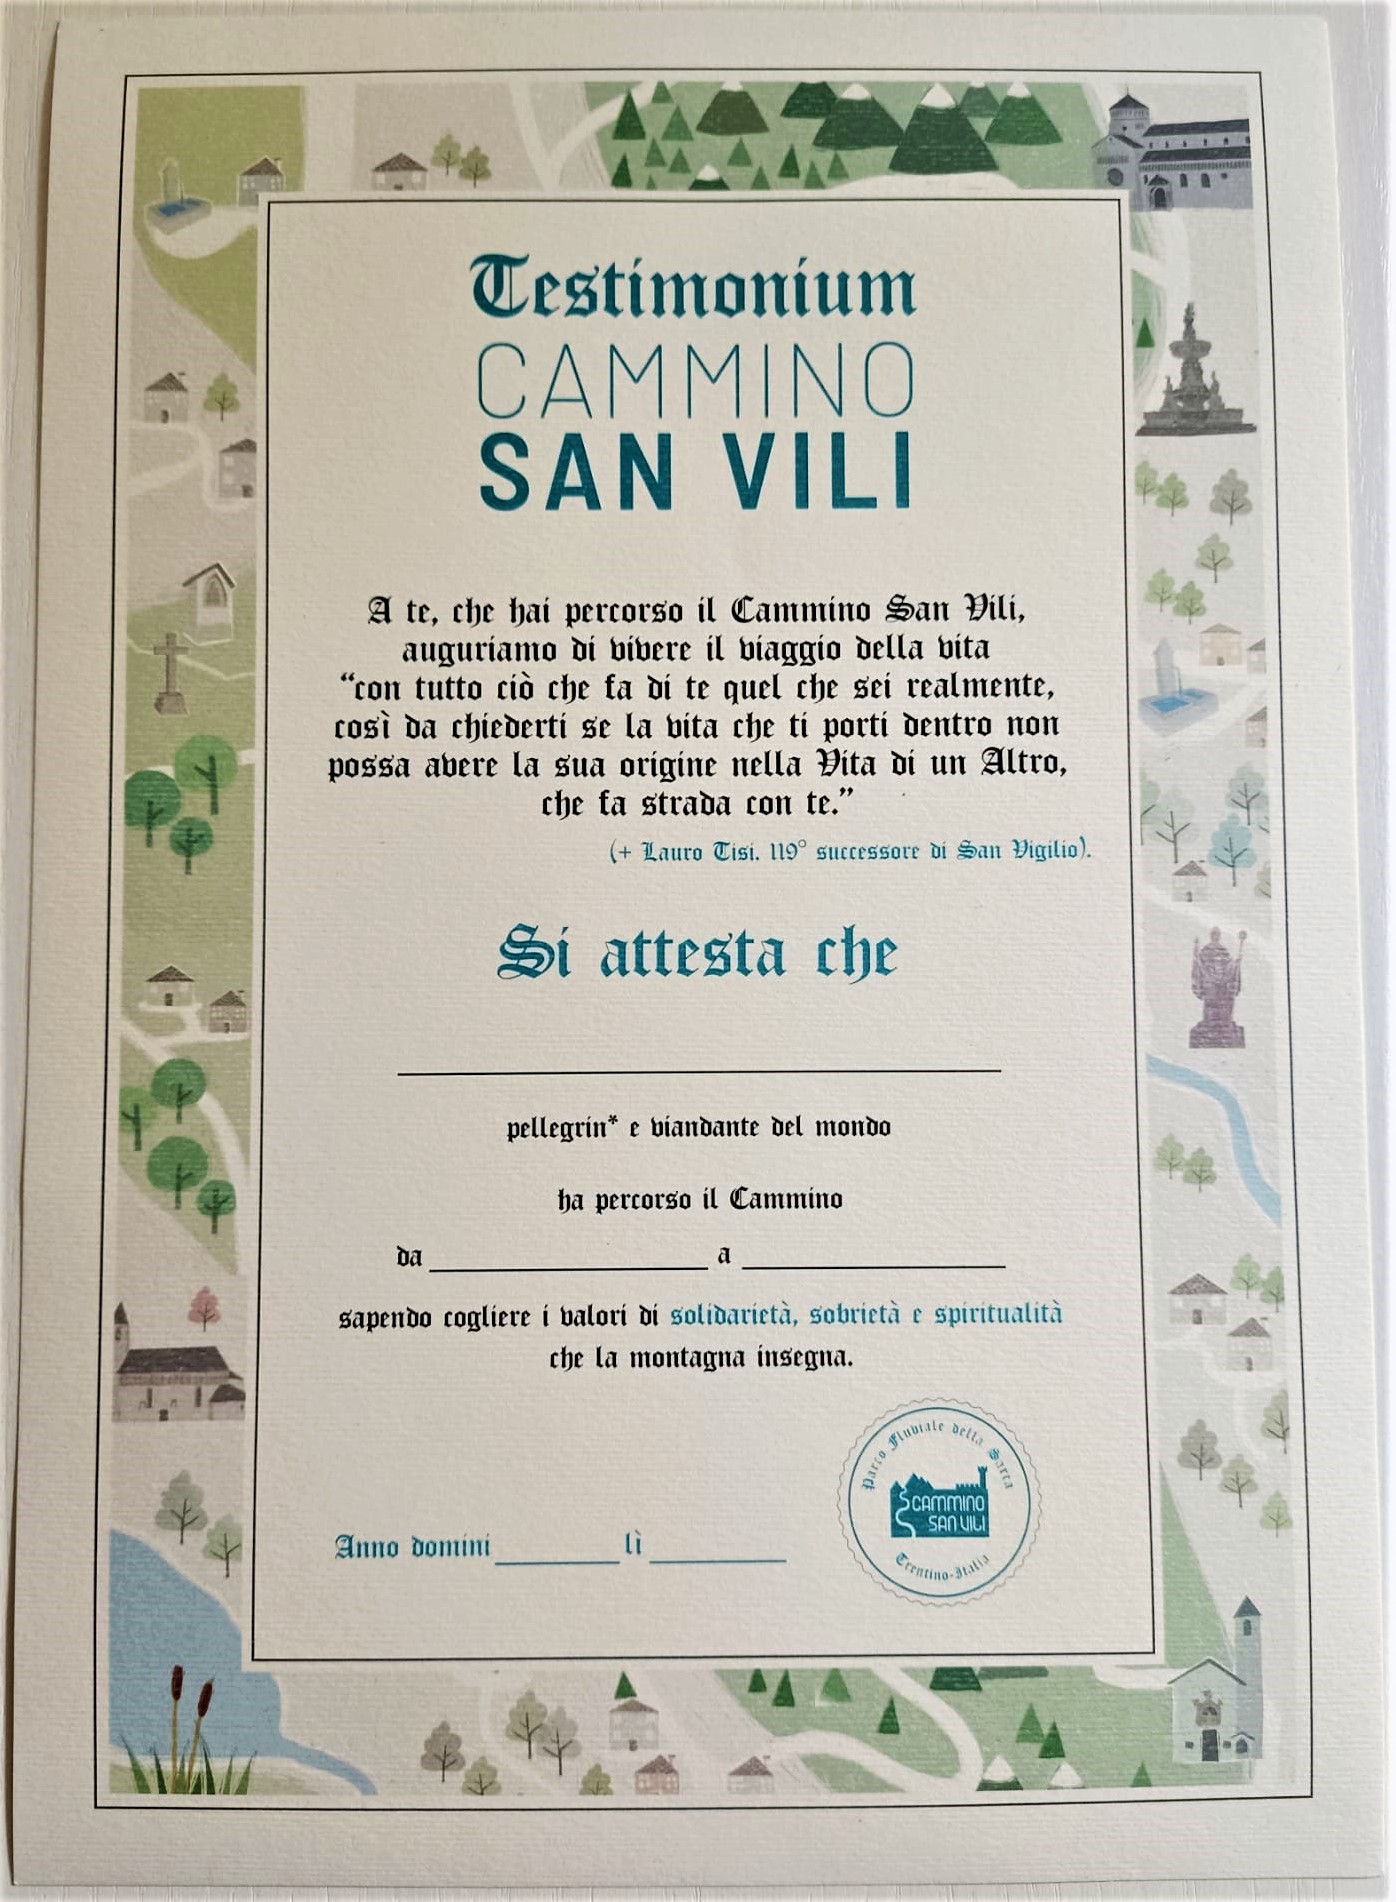 Testimonium
CAMMINO
SAN VILI
A te, che hai percorso il Cammino San Vili,
auguriamo di vivere il viaggio della vita
“con tutto ciò che fa di te quel che sei realmente,
così da chiederti se la vita che ti porti dentro non
possa avere la sua origine nella Vita di un Altro,
che fa strada con te.”
(+ Lauro Tisi. 119° successore di San Vigilio).
Si attesta che
pellegrin* e viandante del mondo
ha percorso il Cammino
da a
sapendo cogliere i valori di solidarietà, sobrietà e spiritualità
che la montagna insegna.
Parco Fluviale della Sarca
CAMMINO
SAN VILI
Trentino-Italia
Anno domini lì